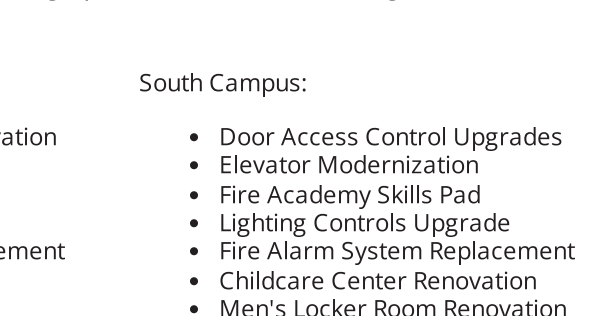 South Campus:
ation
• Door Access Control Upgrades
• Elevator Modernization
• Fire Academy Skills Pad
• Lighting Controls Upgrade
ement
• Fire Alarm System Replacement
• Childcare Center Renovation
• Men's Locker Room Renovation